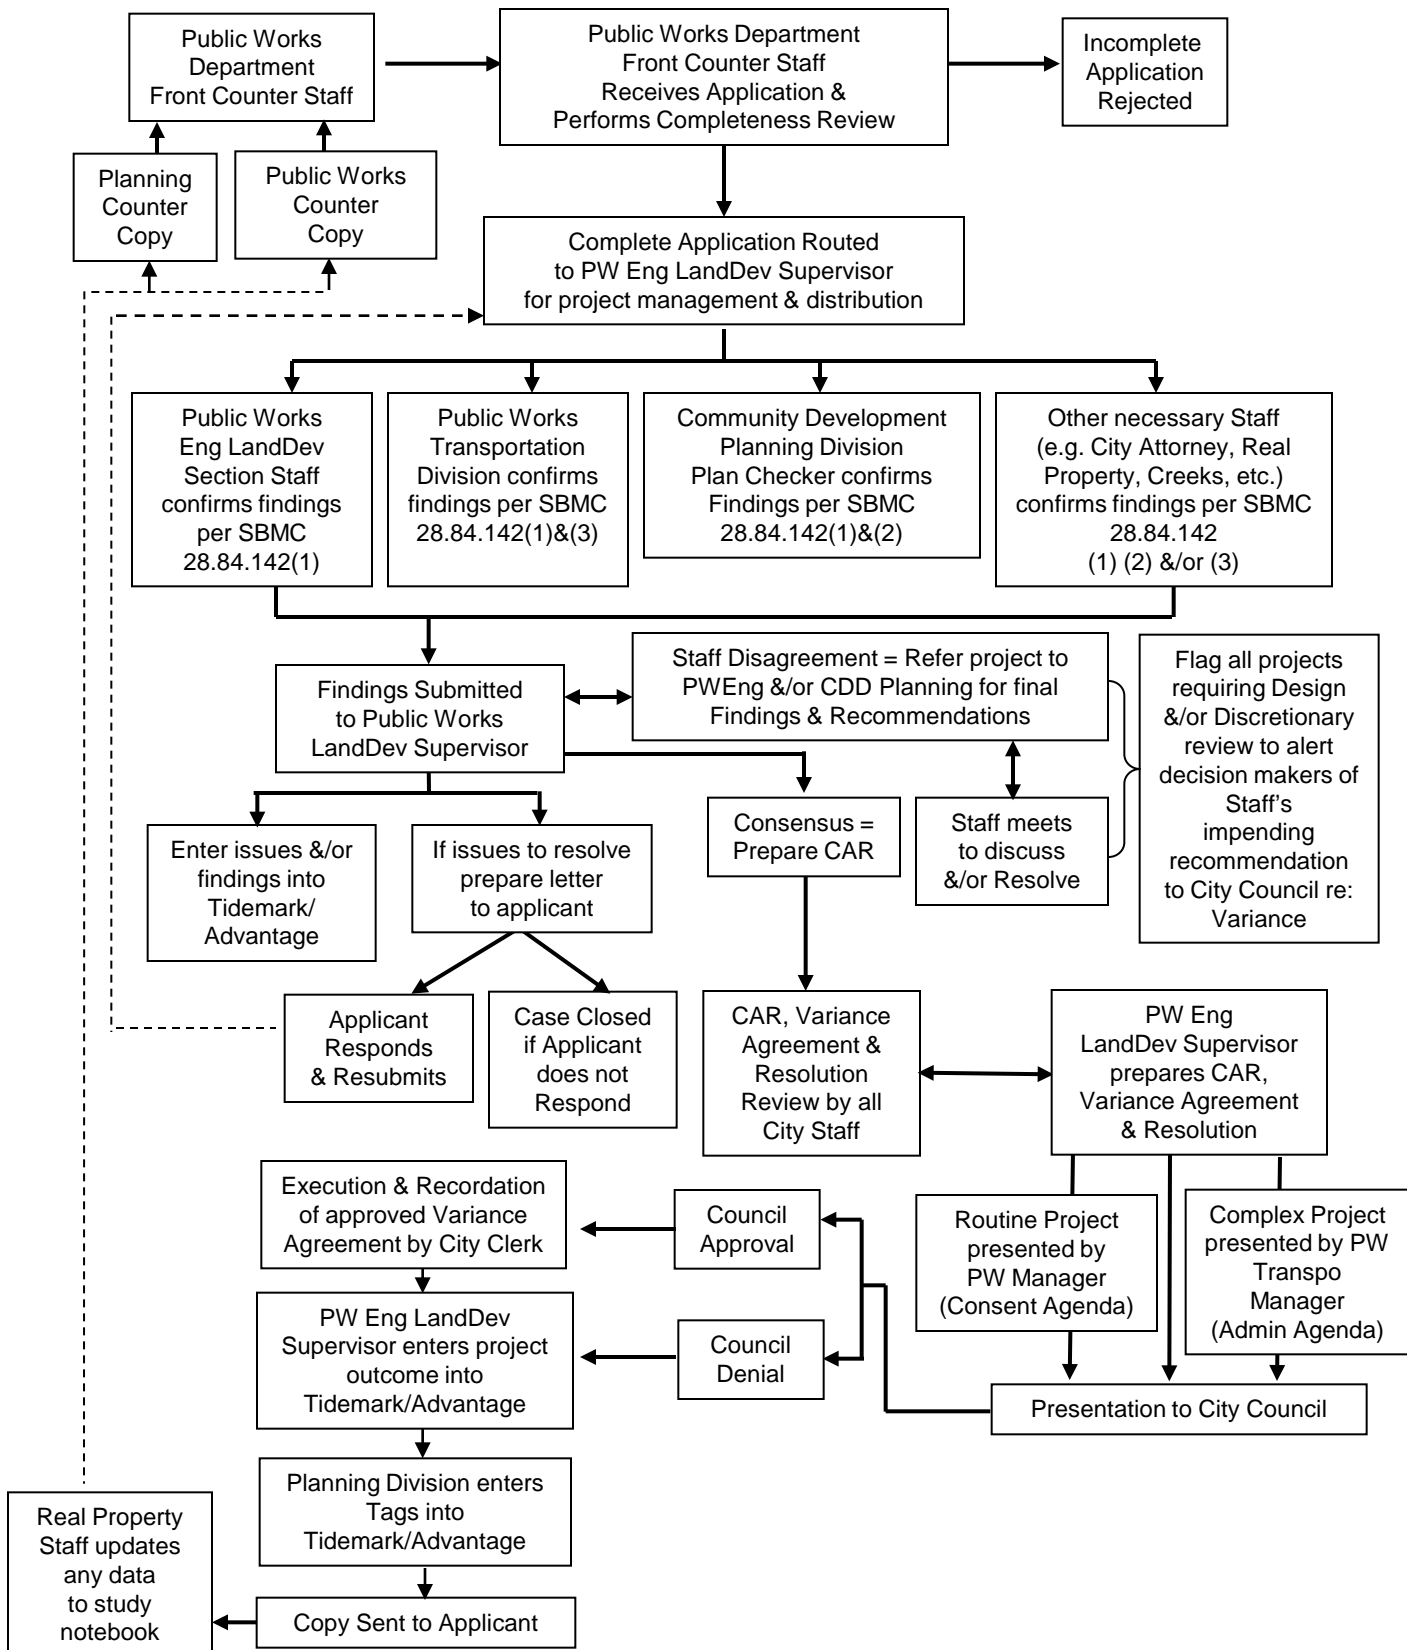 Public Works
Department
Front Counter Staff
Public Works Department
Front Counter Staff
Receives Application &
Performs Completeness Review
Incomplete
Application
Rejected
Planning
Counter
Copy
Public Works
Counter
Copy
Complete Application Routed
to PW Eng LandDev Supervisor
for project management & distribution
Public Works
Eng LandDev
Section Staff
confirms findings
per SBMC
28.84.142(1)
Public Works
Transportation
Division confirms
findings per SBMC
28.84.142(1)&(3)
Community Development
Planning Division
Plan Checker confirms
Findings per SBMC
28.84.142(1)&(2)
Other necessary Staff
(e.g. City Attorney, Real
Property, Creeks, etc.)
confirms findings per SBMC
28.84.142
(1) (2) &/or (3)
Findings Submitted
to Public Works
LandDev Supervisor
Staff Disagreement = Refer project to
PWEng &/or CDD Planning for final
Findings & Recommendations
Flag all projects
requiring Design
&/or Discretionary
review to alert
decision makers of
Staff's
impending
recommendation
to City Council re:
Variance
Enter issues &/or
findings into
Tidemark/
Advantage
If issues to resolve
prepare letter
to applicant
Consensus =
Prepare CAR
Staff meets
to discuss
&/or Resolve
Applicant
Responds
& Resubmits
Case Closed
if Applicant
does not
Respond
CAR, Variance
Agreement &
Resolution
Review by all
City Staff
PW Eng
LandDev Supervisor
prepares CAR,
Variance Agreement
& Resolution
Execution & Recordation
of approved Variance
Agreement by City Clerk
Council
Approval
Routine Project
presented by
PW Manager
(Consent Agenda)
Complex Project
presented by PW
Transpo
Manager
(Admin Agenda)
PW Eng LandDev
Supervisor enters project
outcome into
Tidemark/Advantage
Council
Denial
Presentation to City Council
Planning Division enters
Tags into
Tidemark/Advantage
Real Property
Staff updates
any data
to study
notebook
Copy Sent to Applicant